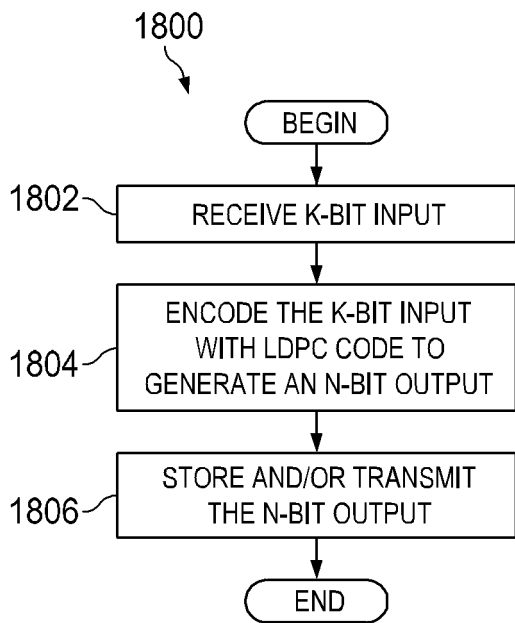 1800
BEGIN
1802
RECEIVE K-BIT INPUT
1804
ENCODE THE K-BIT INPUT
WITH LDPC CODE TO
GENERATE AN N-BIT OUTPUT
1806
STORE AND/OR TRANSMIT
THE N-BIT OUTPUT
END